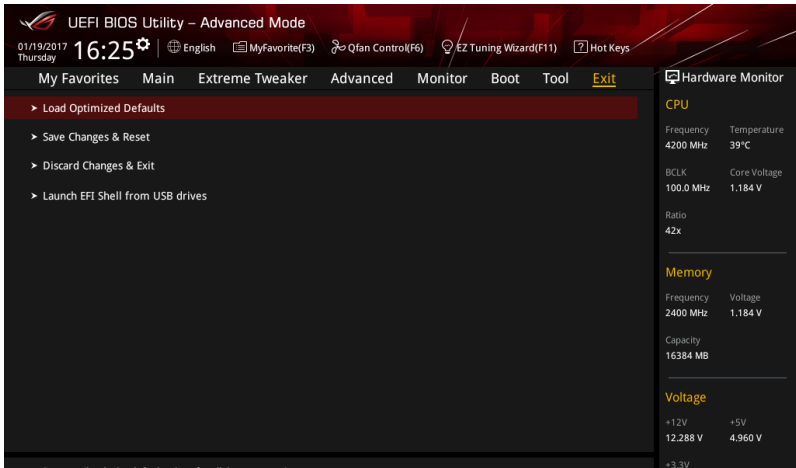 UEFI BIOS Utility – Advanced Mode
01/19/2017
Thursday
16:25
English
MyFavorite(F3)
Qfan Control(F6)
EZ Tuning Wizard(F11)
? Hot Keys
My Favorites Main Extreme Tweaker Advanced Monitor Boot Tool Exit
Load Optimized Defaults
Save Changes & Reset
Discard Changes & Exit
Launch EFI Shell from USB drives
Hardware Monitor
CPU
Frequency Temperature
4200 MHz 39°C
BCLK Core Voltage
100.0 MHz 1.184 V
Ratio
42x
Memory
Frequency Voltage
2400 MHz 1.184 V
Capacity
16384 MB
Voltage
+12V +5V
12.288 V 4.960 V
+3.3V